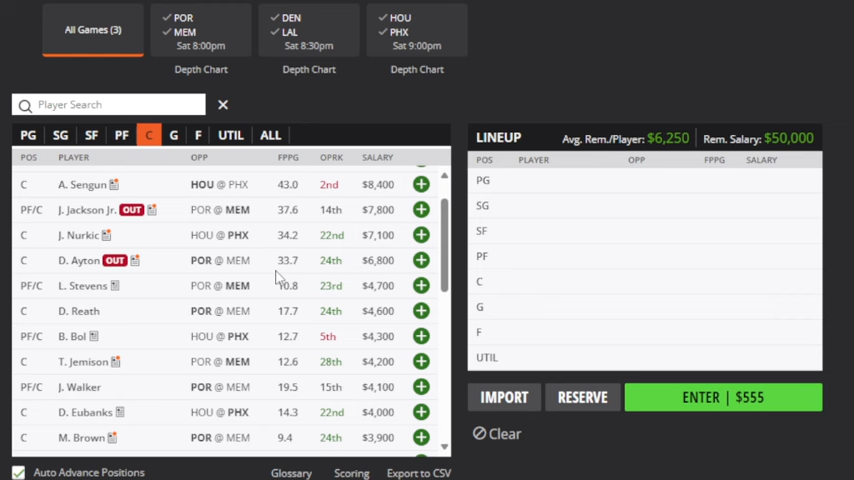 All Games (3)
POR
MEM
Sat 8:00pm
DEN
LAL
Sat 8:30pm
HOU
PHX
Sat 9:00pm
Depth Chart
Depth Chart
Depth Chart
Player Search
PG SG SF PF C G F UTIL ALL
POS PLAYER OPP FPPG OPRK SALARY
C A. Sengun HOU @ PHX 43.0 2nd $8,400
PF/C J. Jackson Jr. OUT POR @ MEM 37.6 14th $7,800
C J. Nurkic HOU @ PHX 34.2 22nd $7,100
C D. Ayton OUT POR @ MEM 33.7 24th $6,800
PF/C L. Stevens POR @ MEM 10.8 23rd $4,700
C D. Reath POR @ MEM 17.7 24th $4,600
PF/C B. Bol HOU @ PHX 12.7 5th $4,300
C T. Jemison POR @ MEM 12.6 28th $4,200
PF/C J. Walker POR @ MEM 19.5 15th $4,100
C D. Eubanks HOU @ PHX 14.3 22nd $4,000
C M. Brown POR @ MEM 9.4 24th $3,900
Auto Advance Positions Glossary Scoring Export to CSV
LINEUP Avg. Rem./Player: $6,250 Rem. Salary: $50,000
POS PLAYER OPP FPPG SALARY
PG
SG
SF
PF
C
G
F
UTIL
IMPORT RESERVE ENTER | $555
Clear